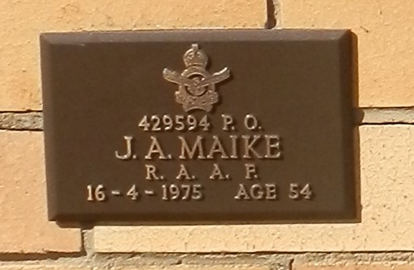 429594 P. O.
J. A. MAIKE
R. A. A. F.
16 - 4 - 1975 AGE 54